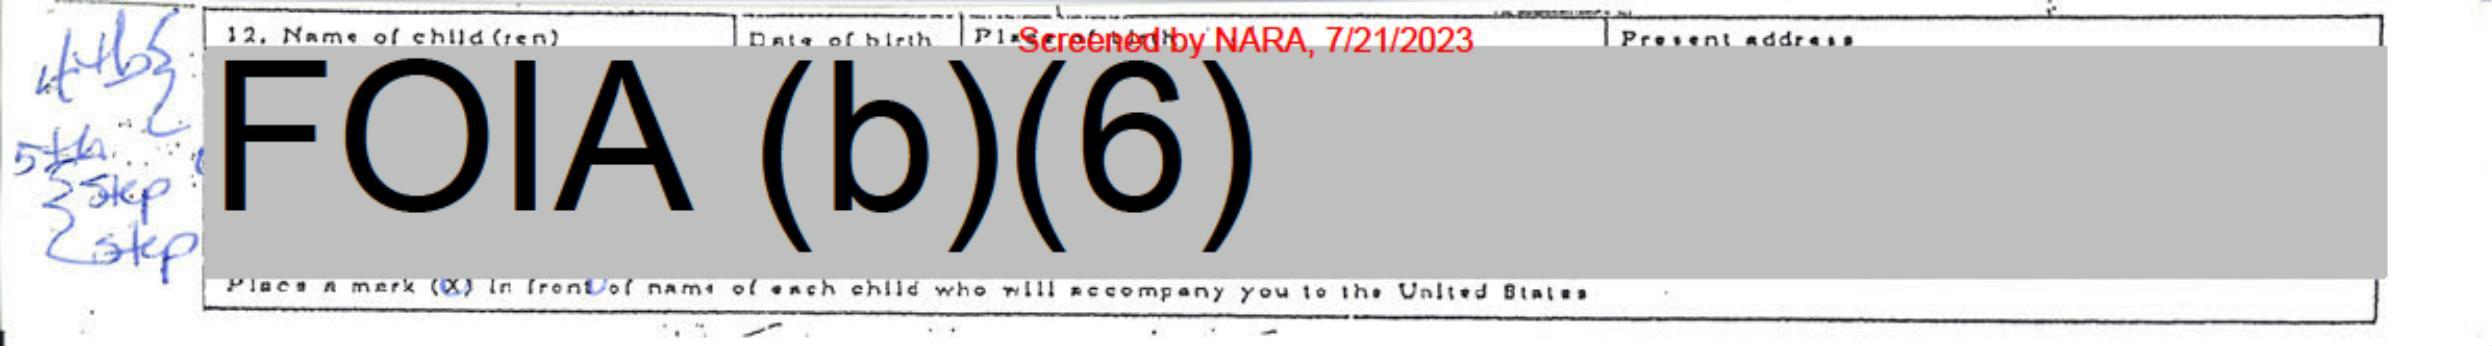 12. Name of child (ren) Date of birth Place of birth Present address
Screened by NARA, 7/21/2023
FOIA (b)(6)
5th
step
step
Place a mark (X) in front of name of each child who will accompany you to the United States